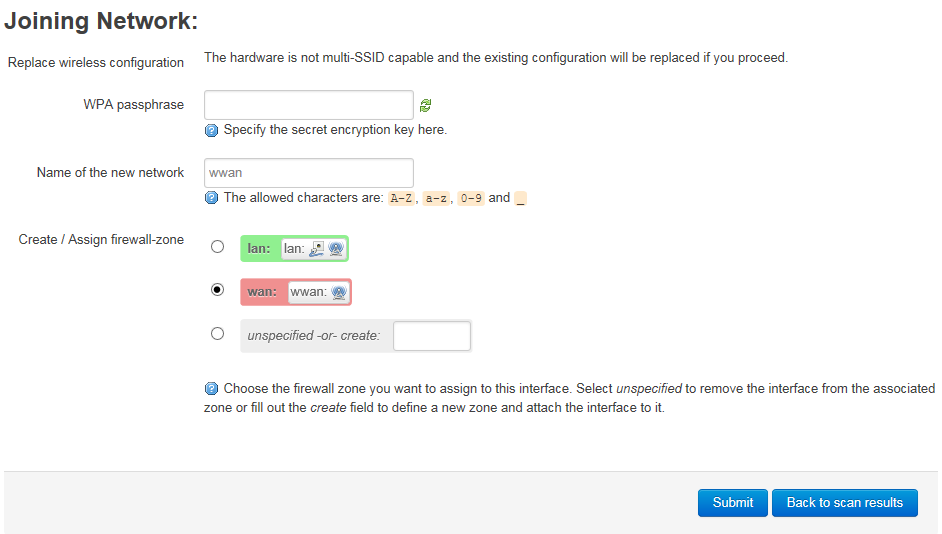 Joining Network:
Replace wireless configuration
The hardware is not multi-SSID capable and the existing configuration will be replaced if you proceed.
WPA passphrase
Specify the secret encryption key here.
Name of the new network
wwan
The allowed characters are: A-Z, a-z, 0-9 and _
Create / Assign firewall-zone
lan: lan:
wan: wwan:
unspecified -or- create:
Choose the firewall zone you want to assign to this interface. Select unspecified to remove the interface from the associated
zone or fill out the create field to define a new zone and attach the interface to it.
Submit Back to scan results